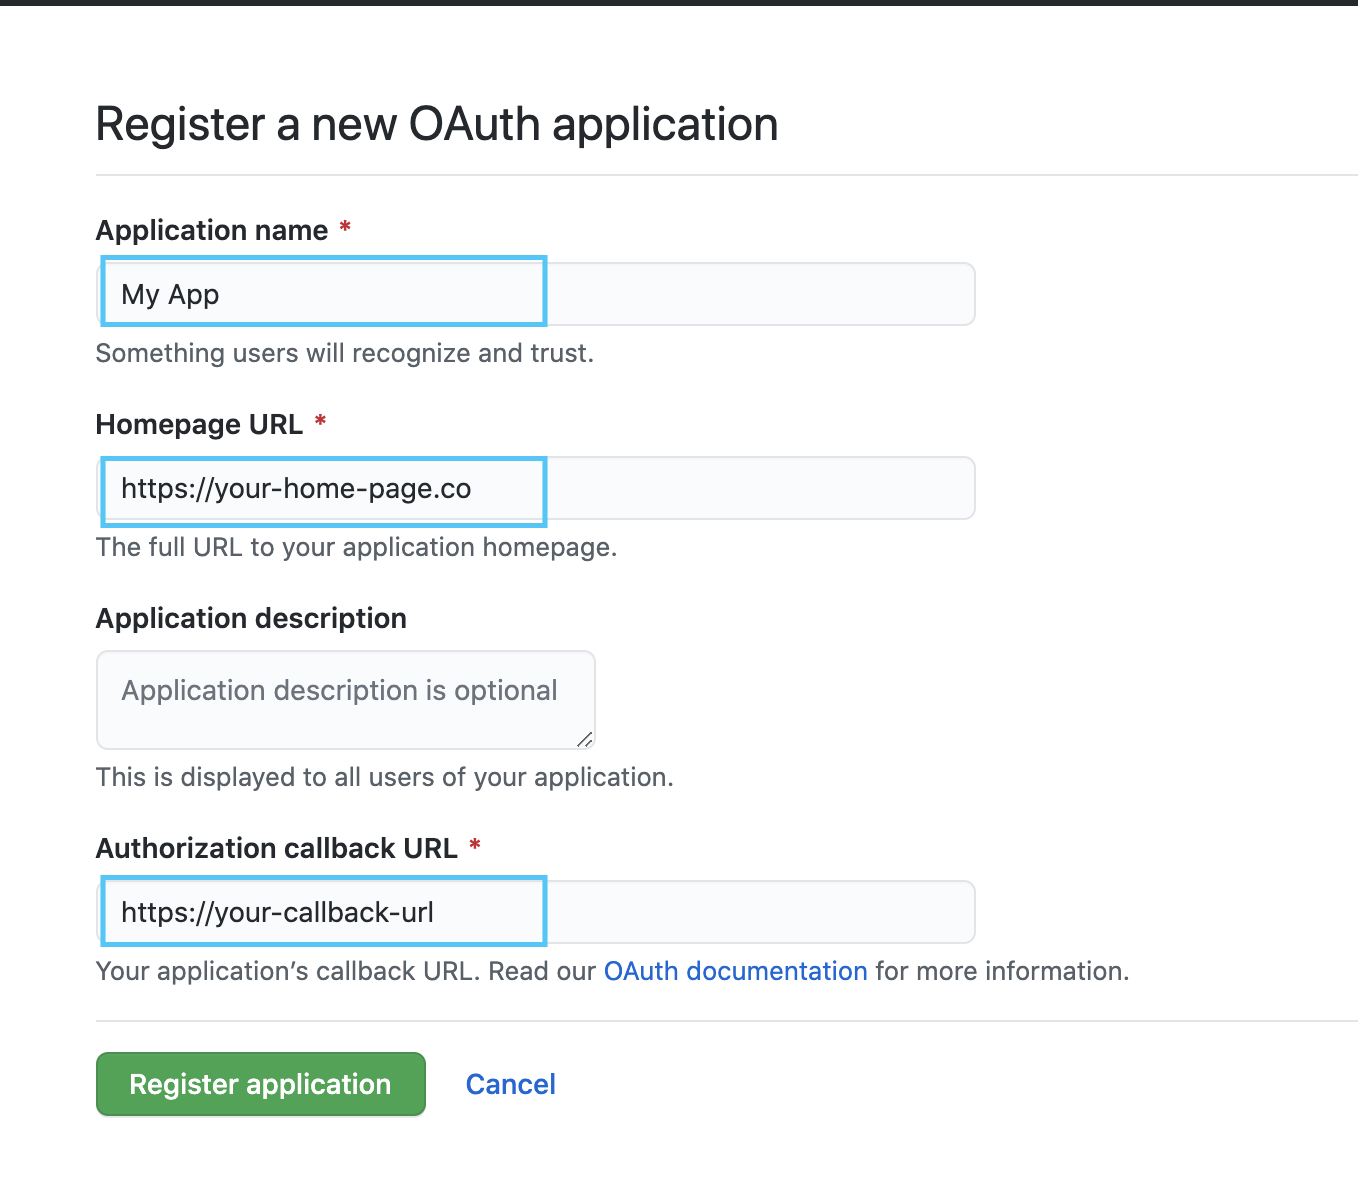 Register a new OAuth application
Application name *
My App
Something users will recognize and trust.
Homepage URL *
https://your-home-page.co
The full URL to your application homepage.
Application description
Application description is optional
This is displayed to all users of your application.
Authorization callback URL *
https://your-callback-url
Your application’s callback URL. Read our OAuth documentation for more information.
Register application Cancel